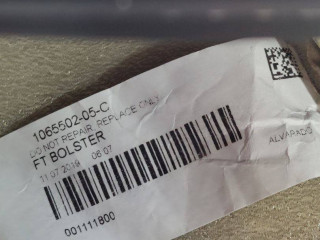 1065502-05-C
DO NOT REPAIR, REPLACE ONLY
FT BOLSTER
11 07 2019 06 07
001111800
ALVARADO